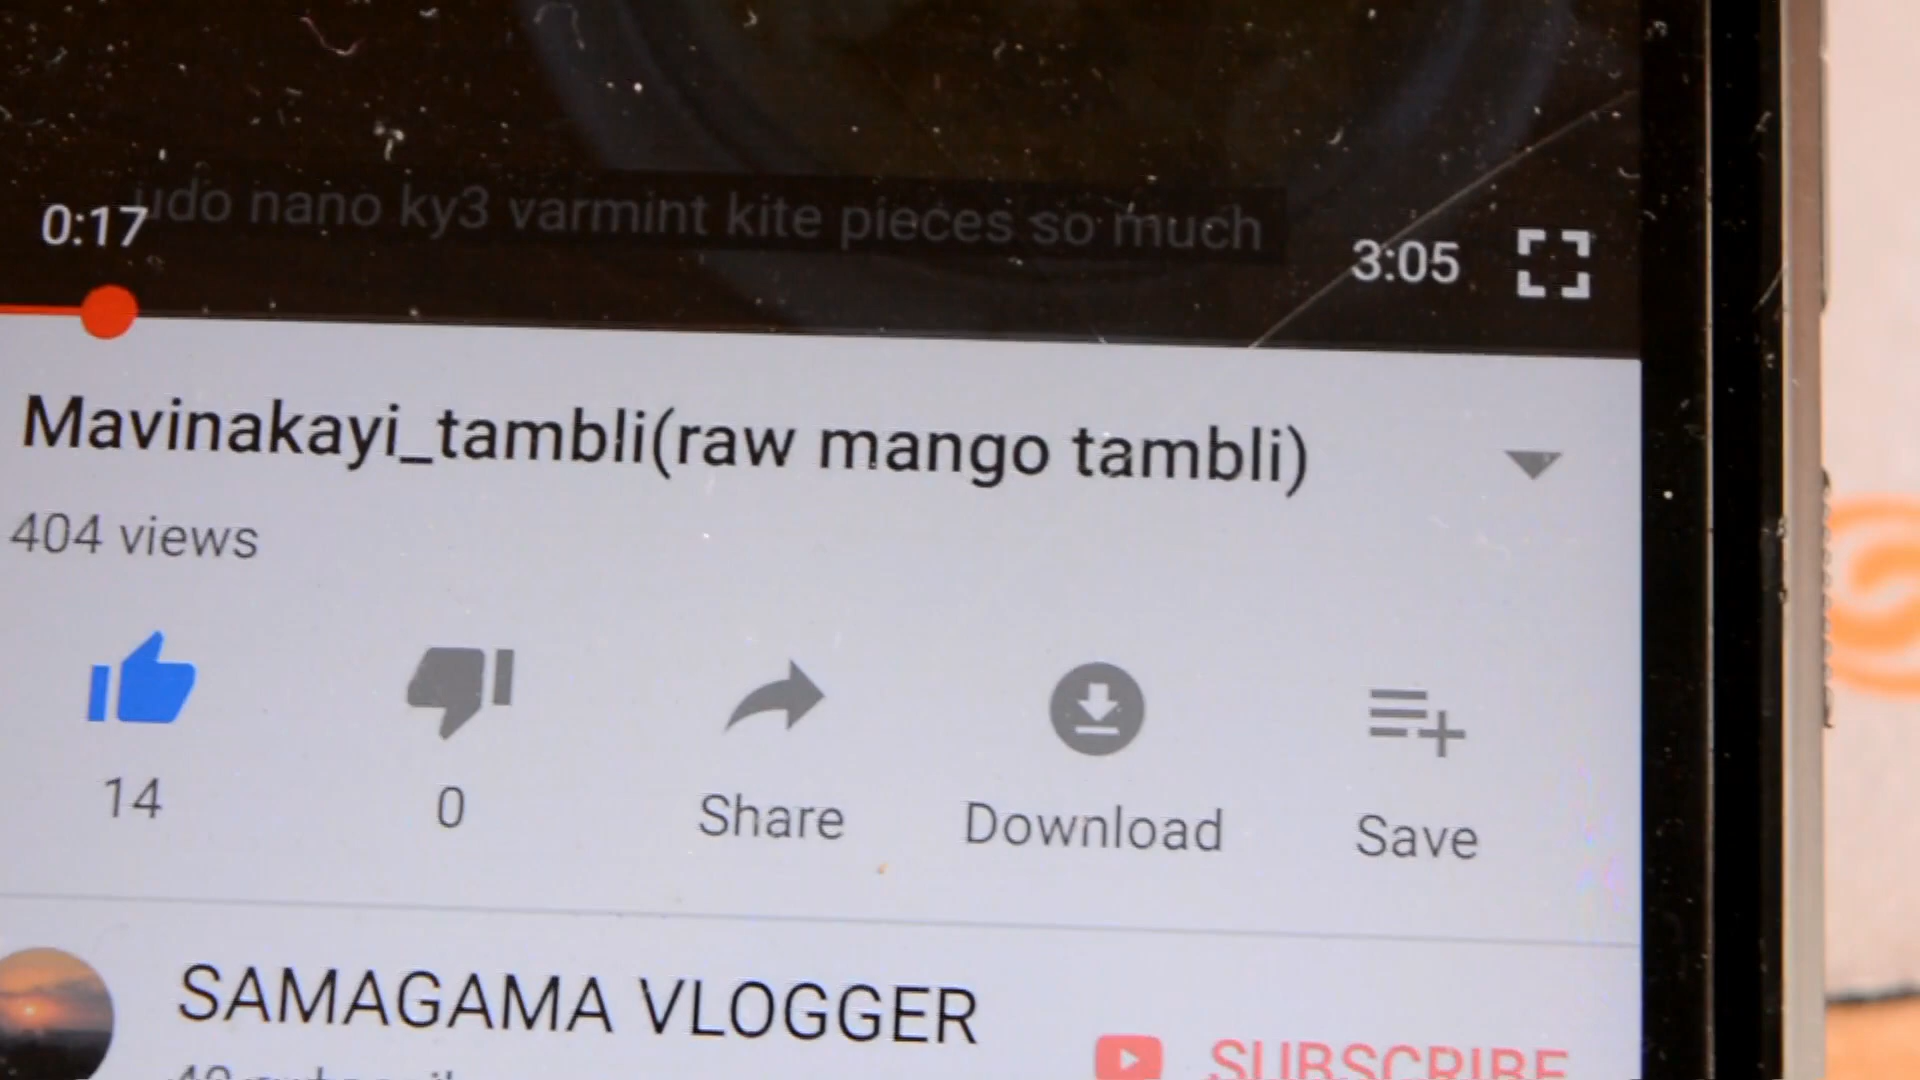 udo nano ky3 varmint kite pieces so much
0:17
3:05
Mavinakayi_tambli(raw mango tambli)
404 views
14
0
Share
Download
Save
SAMAGAMA VLOGGER
SUBSCRIBE